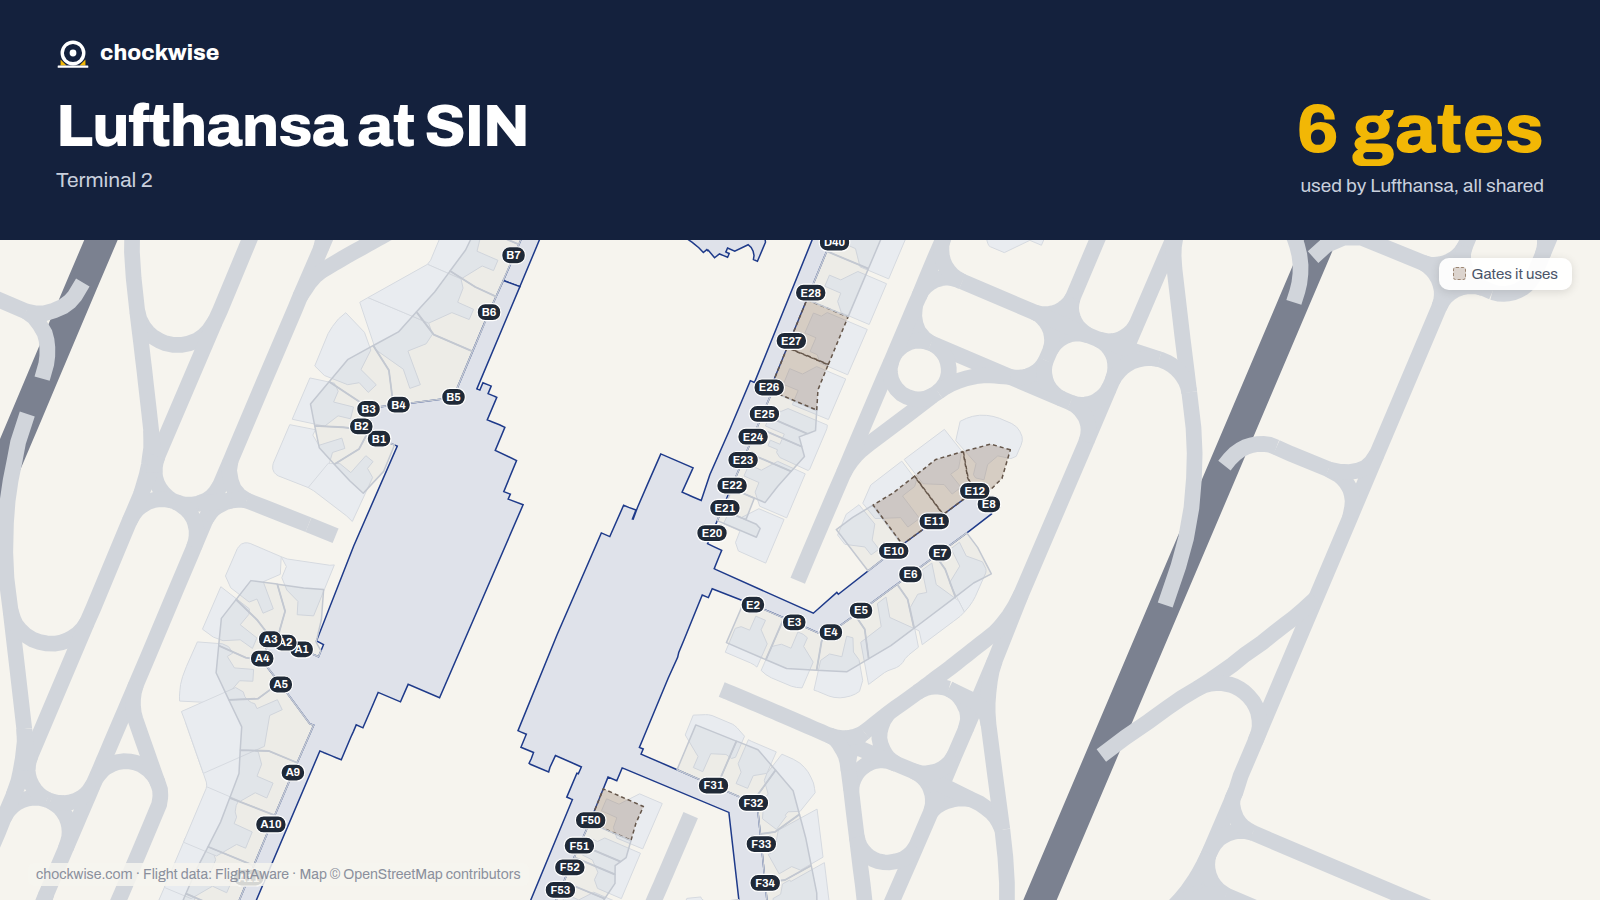 chockwise
Lufthansa at SIN
Terminal 2
6 gates
used by Lufthansa, all shared
Gates it uses
B7
B6
B5
B4
B3
B2
B1
D40
E28
E27
E26
E25
E24
E23
E22
E21
E20
E12
E8
E11
E10
E7
E6
E5
E4
E3
E2
A3
A2
A1
A4
A5
A9
A10
F31
F32
F33
F34
F50
F51
F52
F53
chockwise.com · Flight data: FlightAware · Map © OpenStreetMap contributors